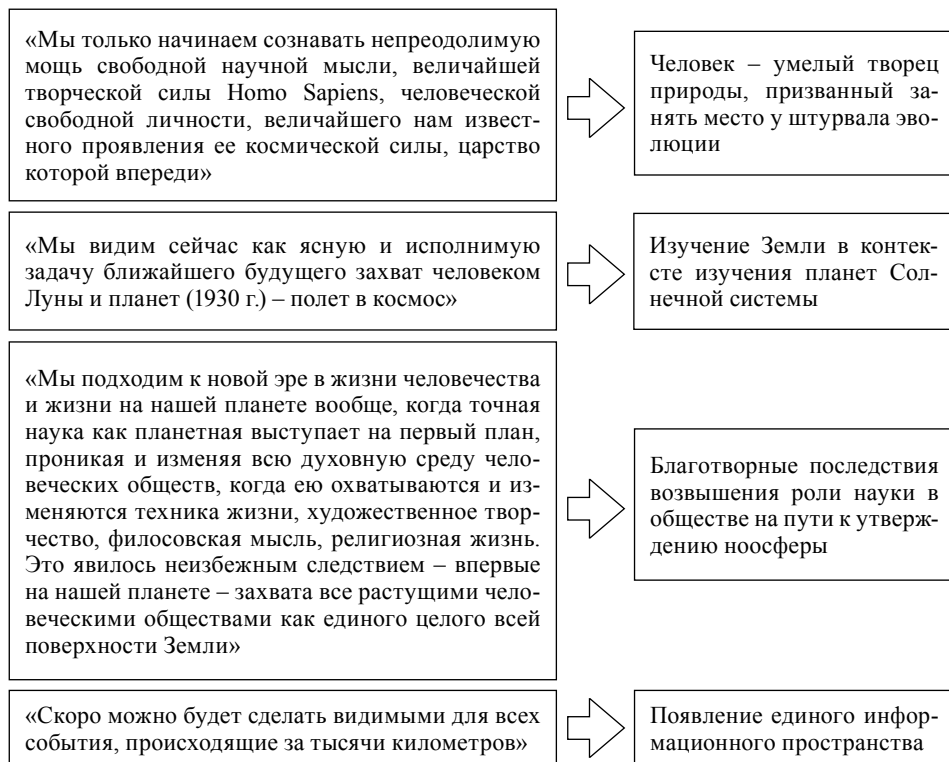 «Мы только начинаем сознавать непреодолимую
мощь свободной научной мысли, величайшей
творческой силы Homo Sapiens, человеческой
свободной личности, величайшего нам извест-
ного проявления ее космической силы, царство
которой впереди»
Человек – умелый творец
природы, призванный за-
нять место у штурвала эво-
люции
«Мы видим сейчас как ясную и исполнимую
задачу ближайшего будущего захват человеком
Луны и планет (1930 г.) – полет в космос»
Изучение Земли в контек-
сте изучения планет Сол-
нечной системы
«Мы подходим к новой эре в жизни человечества
и жизни на нашей планете вообще, когда точная
наука как планетная выступает на первый план,
проникая и изменяя всю духовную среду чело-
веческих обществ, когда ею охватываются и из-
меняются техника жизни, художественное твор-
чество, филосовская мысль, религиозная жизнь.
Это явилось неизбежным следствием – впервые
на нашей планете – захвата все растущими чело-
веческими обществами как единого целого всей
поверхности Земли»
Благотворные последствия
возвышения роли науки в
обществе на пути к утверж-
дению ноосферы
«Скоро можно будет сделать видимыми для всех
события, происходящие за тысячи километров»
Появление единого инфор-
мационного пространства